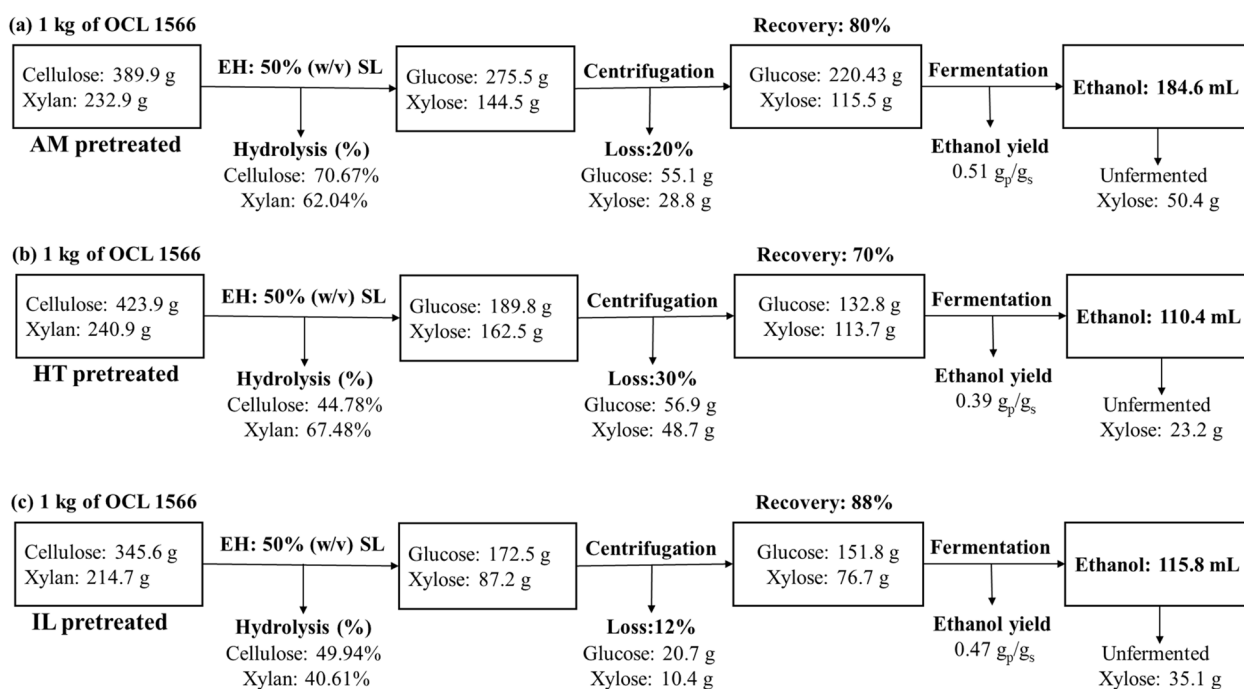 (a) 1 kg of OCL 1566
Recovery: 80%
Cellulose: 389.9 g
Xylan: 232.9 g
AM pretreated
EH: 50% (w/v) SL
Hydrolysis (%)
Cellulose: 70.67%
Xylan: 62.04%
Glucose: 275.5 g
Xylose: 144.5 g
Centrifugation
Loss:20%
Glucose: 55.1 g
Xylose: 28.8 g
Glucose: 220.43 g
Xylose: 115.5 g
Fermentation
Ethanol yield
0.51 gp/gs
Ethanol: 184.6 mL
Unfermented
Xylose: 50.4 g
(b) 1 kg of OCL 1566
Recovery: 70%
Cellulose: 423.9 g
Xylan: 240.9 g
HT pretreated
EH: 50% (w/v) SL
Hydrolysis (%)
Cellulose: 44.78%
Xylan: 67.48%
Glucose: 189.8 g
Xylose: 162.5 g
Centrifugation
Loss:30%
Glucose: 56.9 g
Xylose: 48.7 g
Glucose: 132.8 g
Xylose: 113.7 g
Fermentation
Ethanol yield
0.39 gp/gs
Ethanol: 110.4 mL
Unfermented
Xylose: 23.2 g
(c) 1 kg of OCL 1566
Recovery: 88%
Cellulose: 345.6 g
Xylan: 214.7 g
IL pretreated
EH: 50% (w/v) SL
Hydrolysis (%)
Cellulose: 49.94%
Xylan: 40.61%
Glucose: 172.5 g
Xylose: 87.2 g
Centrifugation
Loss:12%
Glucose: 20.7 g
Xylose: 10.4 g
Glucose: 151.8 g
Xylose: 76.7 g
Fermentation
Ethanol yield
0.47 gp/gs
Ethanol: 115.8 mL
Unfermented
Xylose: 35.1 g